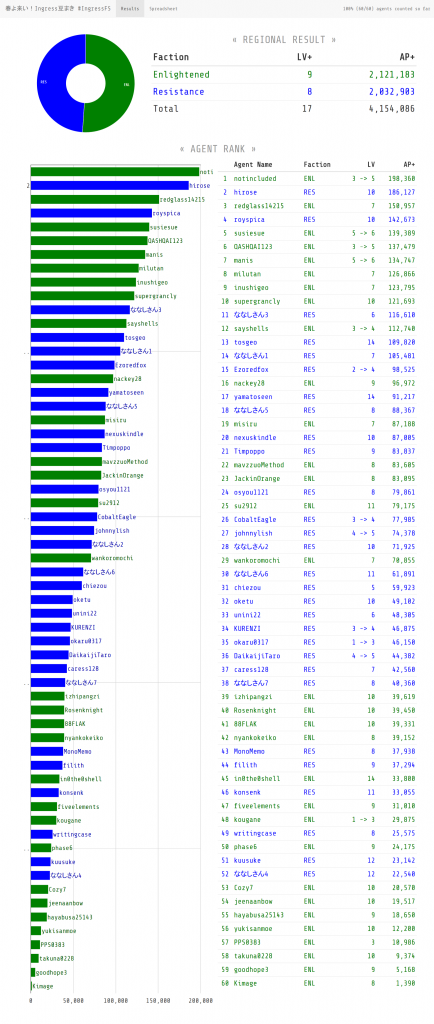 Results
Spreadsheet
« REGIONAL RESULT »
Faction LV+ AP+
Enlightened 9 2,121,183
Resistance 8 2,032,903
Total 17 4,154,086
RES
ENL
« AGENT RANK »
Agent Name Faction LV AP+
1 notincluded ENL 3 -> 5 198,360
2 hirose RES 10 186,127
3 redglass14215 ENL 7 150,957
4 royspica RES 10 142,673
5 susiesue ENL 5 -> 6 139,389
6 OASHOAI123 ENL 3 -> 5 137,479
7 manis ENL 5 -> 6 134,747
8 milutan ENL 7 126,866
9 inushigeo ENL 7 123,795
10 supergrancly ENL 10 121,693
11 ななしさん3 RES 6 116,610
12 sayshells ENL 3 -> 4 112,740
13 tosgeo RES 14 109,820
14 ななしさん1 RES 7 105,481
15 Ezoredfox RES 2 -> 4 98,525
16 nackey28 ENL 9 96,972
17 yamatoseen RES 14 91,217
18 ななしさん5 RES 8 88,367
19 misiru ENL 7 87,188
20 nexuskindle RES 10 87,005
21 Timpoppo RES 9 83,837
22 mavzzuoMethod ENL 8 83,605
23 JackinOrange ENL 8 83,095
24 osyou1121 RES 8 79,861
25 su2912 ENL 11 79,175
26 CobaltEagle RES 3 -> 4 77,985
27 johnnylish RES 4 -> 5 74,378
28 ななしさん2 RES 10 71,925
29 wankoromochi ENL 7 70,855
30 ななしさん6 RES 11 61,891
31 chiezou RES 5 59,923
32 oketu RES 10 49,102
33 unini22 RES 6 48,385
34 KURENZI RES 3 -> 4 46,875
35 okaru0317 RES 1 -> 3 46,150
36 DaikaijiTaro RES 4 -> 5 44,382
37 caress128 RES 7 42,560
38 ななしさん7 RES 8 40,360
39 izhipangzi ENL 10 39,619
40 Rosenknight ENL 10 39,450
41 88FLAK ENL 10 39,331
42 nyankokeiko ENL 8 39,152
43 MonoMemo RES 8 37,938
44 filith RES 9 37,294
45 in0the0shell ENL 14 33,800
46 konsenk RES 11 33,055
47 fiveelements ENL 9 31,010
48 kougane ENL 1 -> 3 29,875
49 writingcase RES 8 25,575
50 phase6 ENL 9 24,175
51 kuusuke RES 12 23,142
52 ななしさん4 RES 12 22,540
53 Cozy7 ENL 10 20,570
54 jeenaanbow ENL 10 19,517
55 hayabusa25143 ENL 9 18,650
56 yukisanmoe ENL 10 12,280
57 PP50383 ENL 3 10,986
58 takuna0228 ENL 10 9,374
59 goodhope3 ENL 9 5,168
60 Kimage ENL 8 1,390
0 50,000 100,000 150,000 200,000